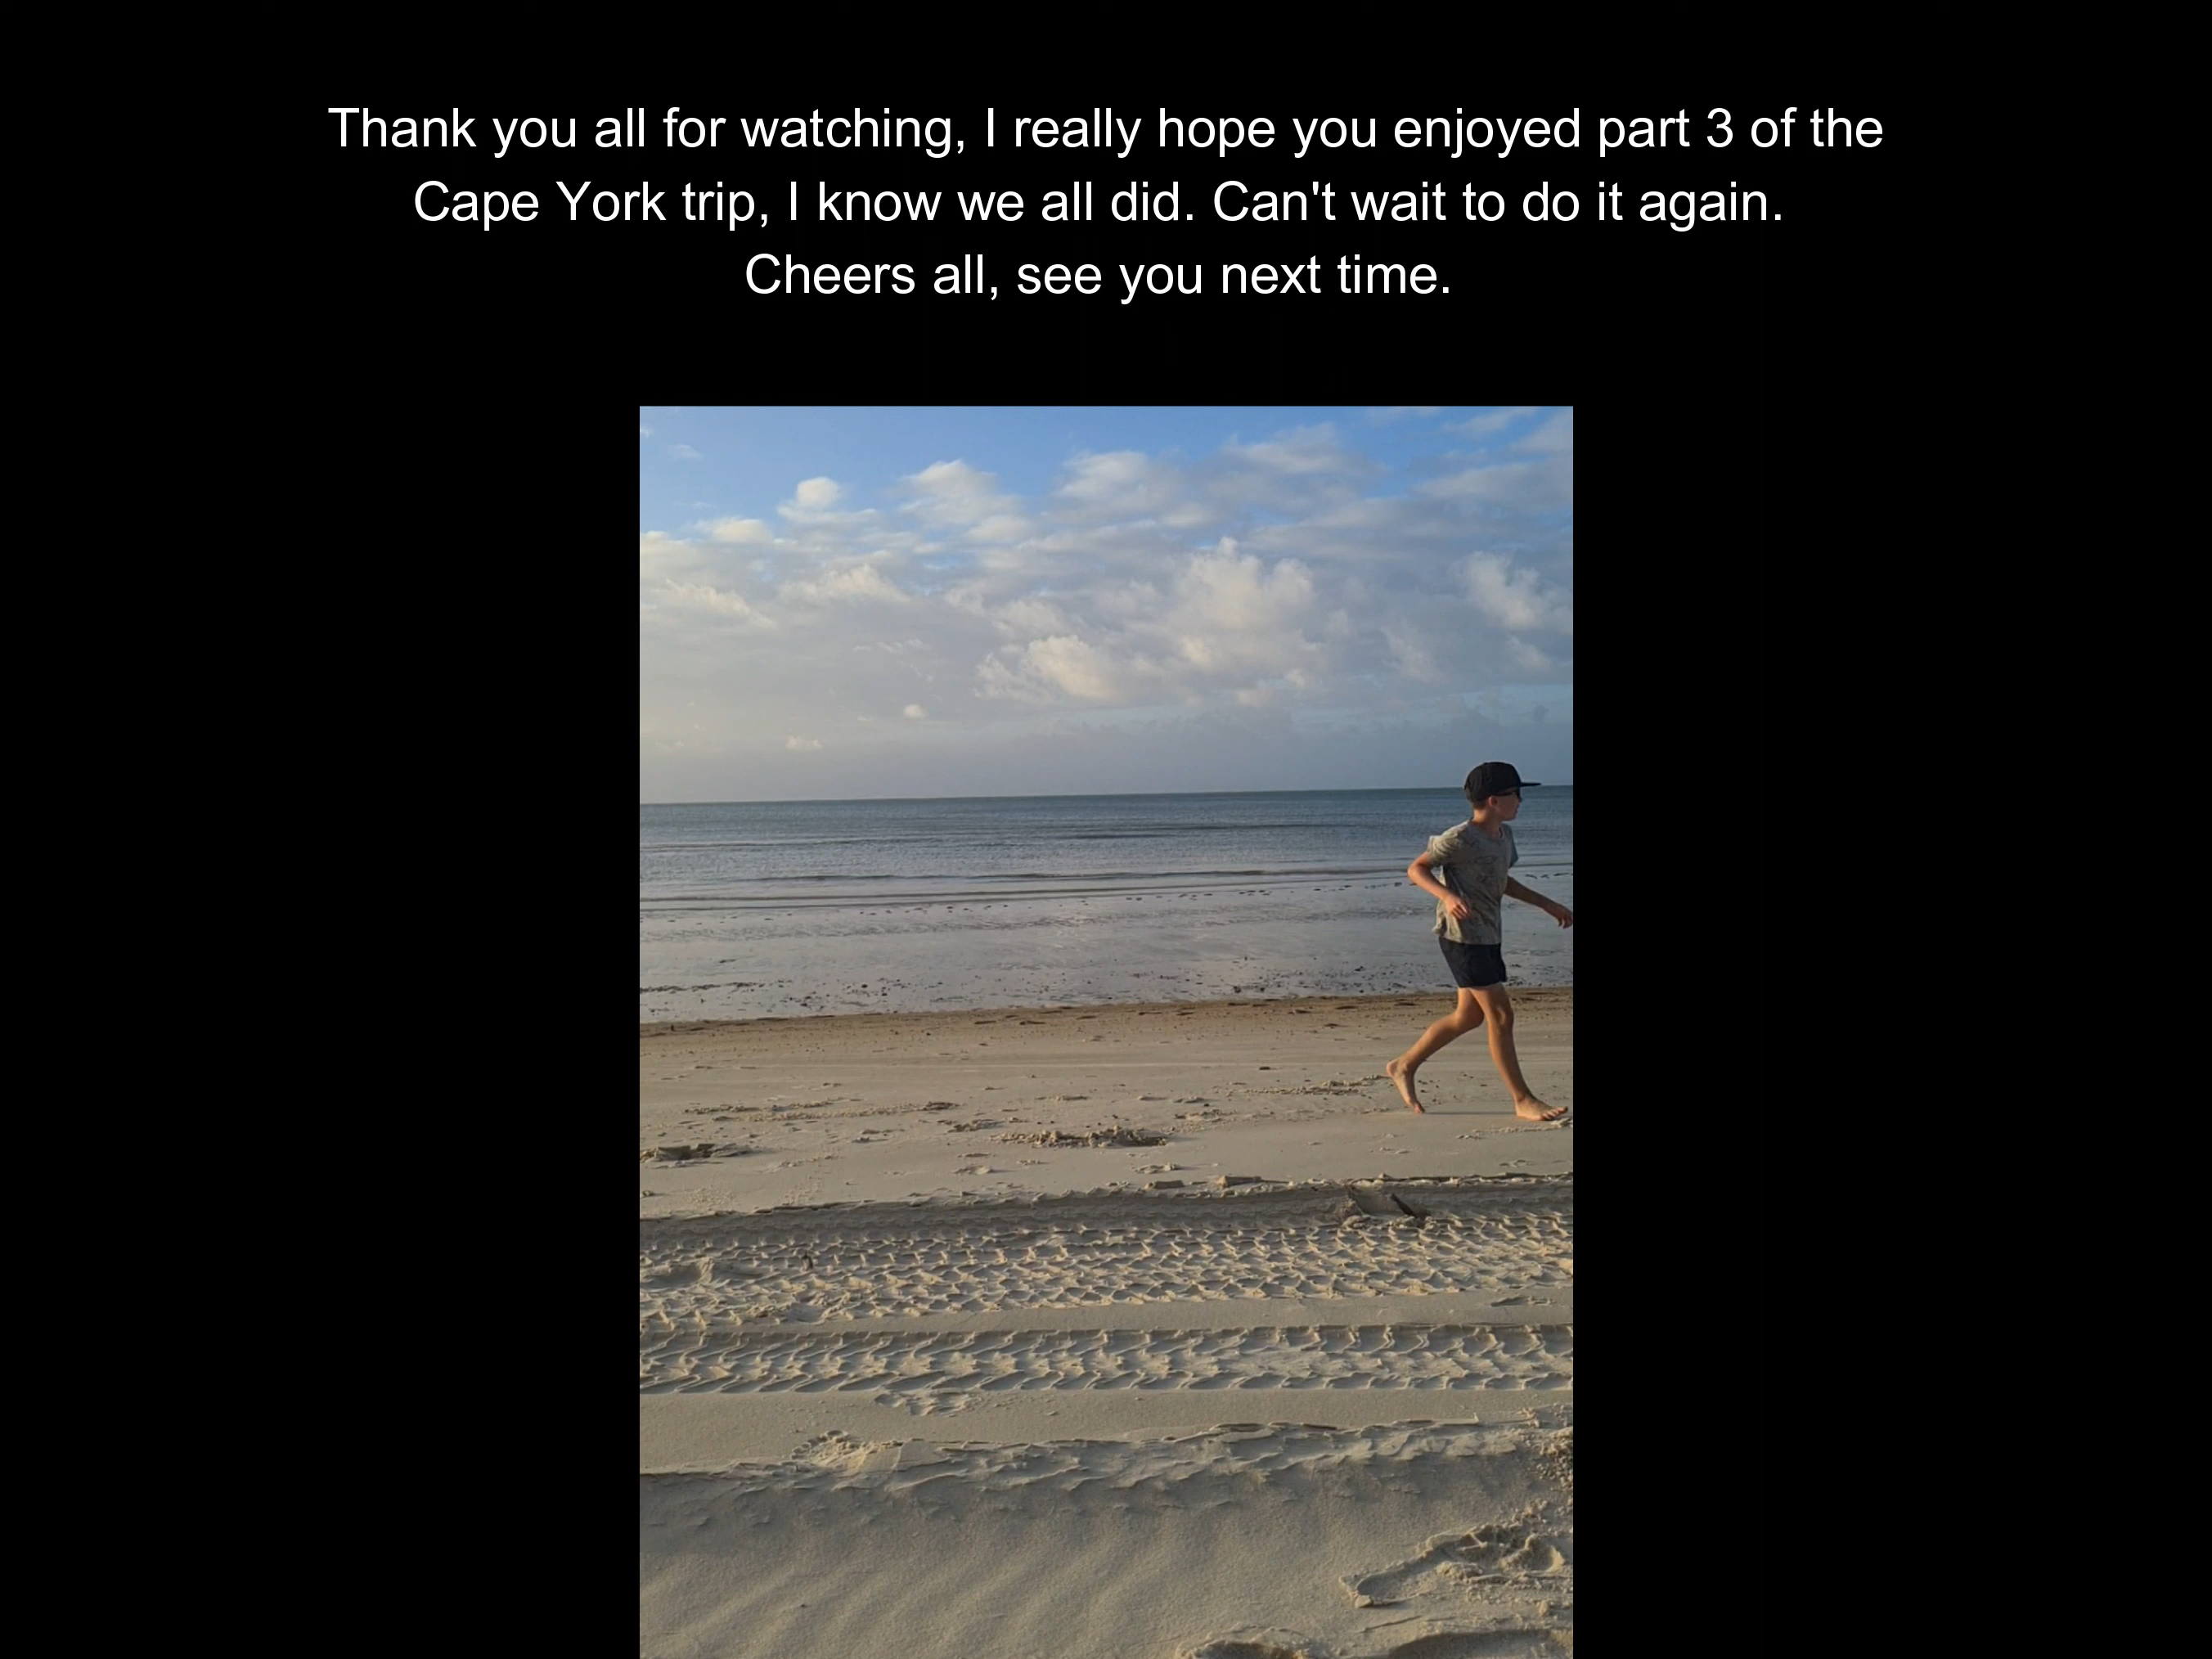 Thank you all for watching, I really hope you enjoyed part 3 of the
Cape York trip, I know we all did. Can't wait to do it again.
Cheers all, see you next time.